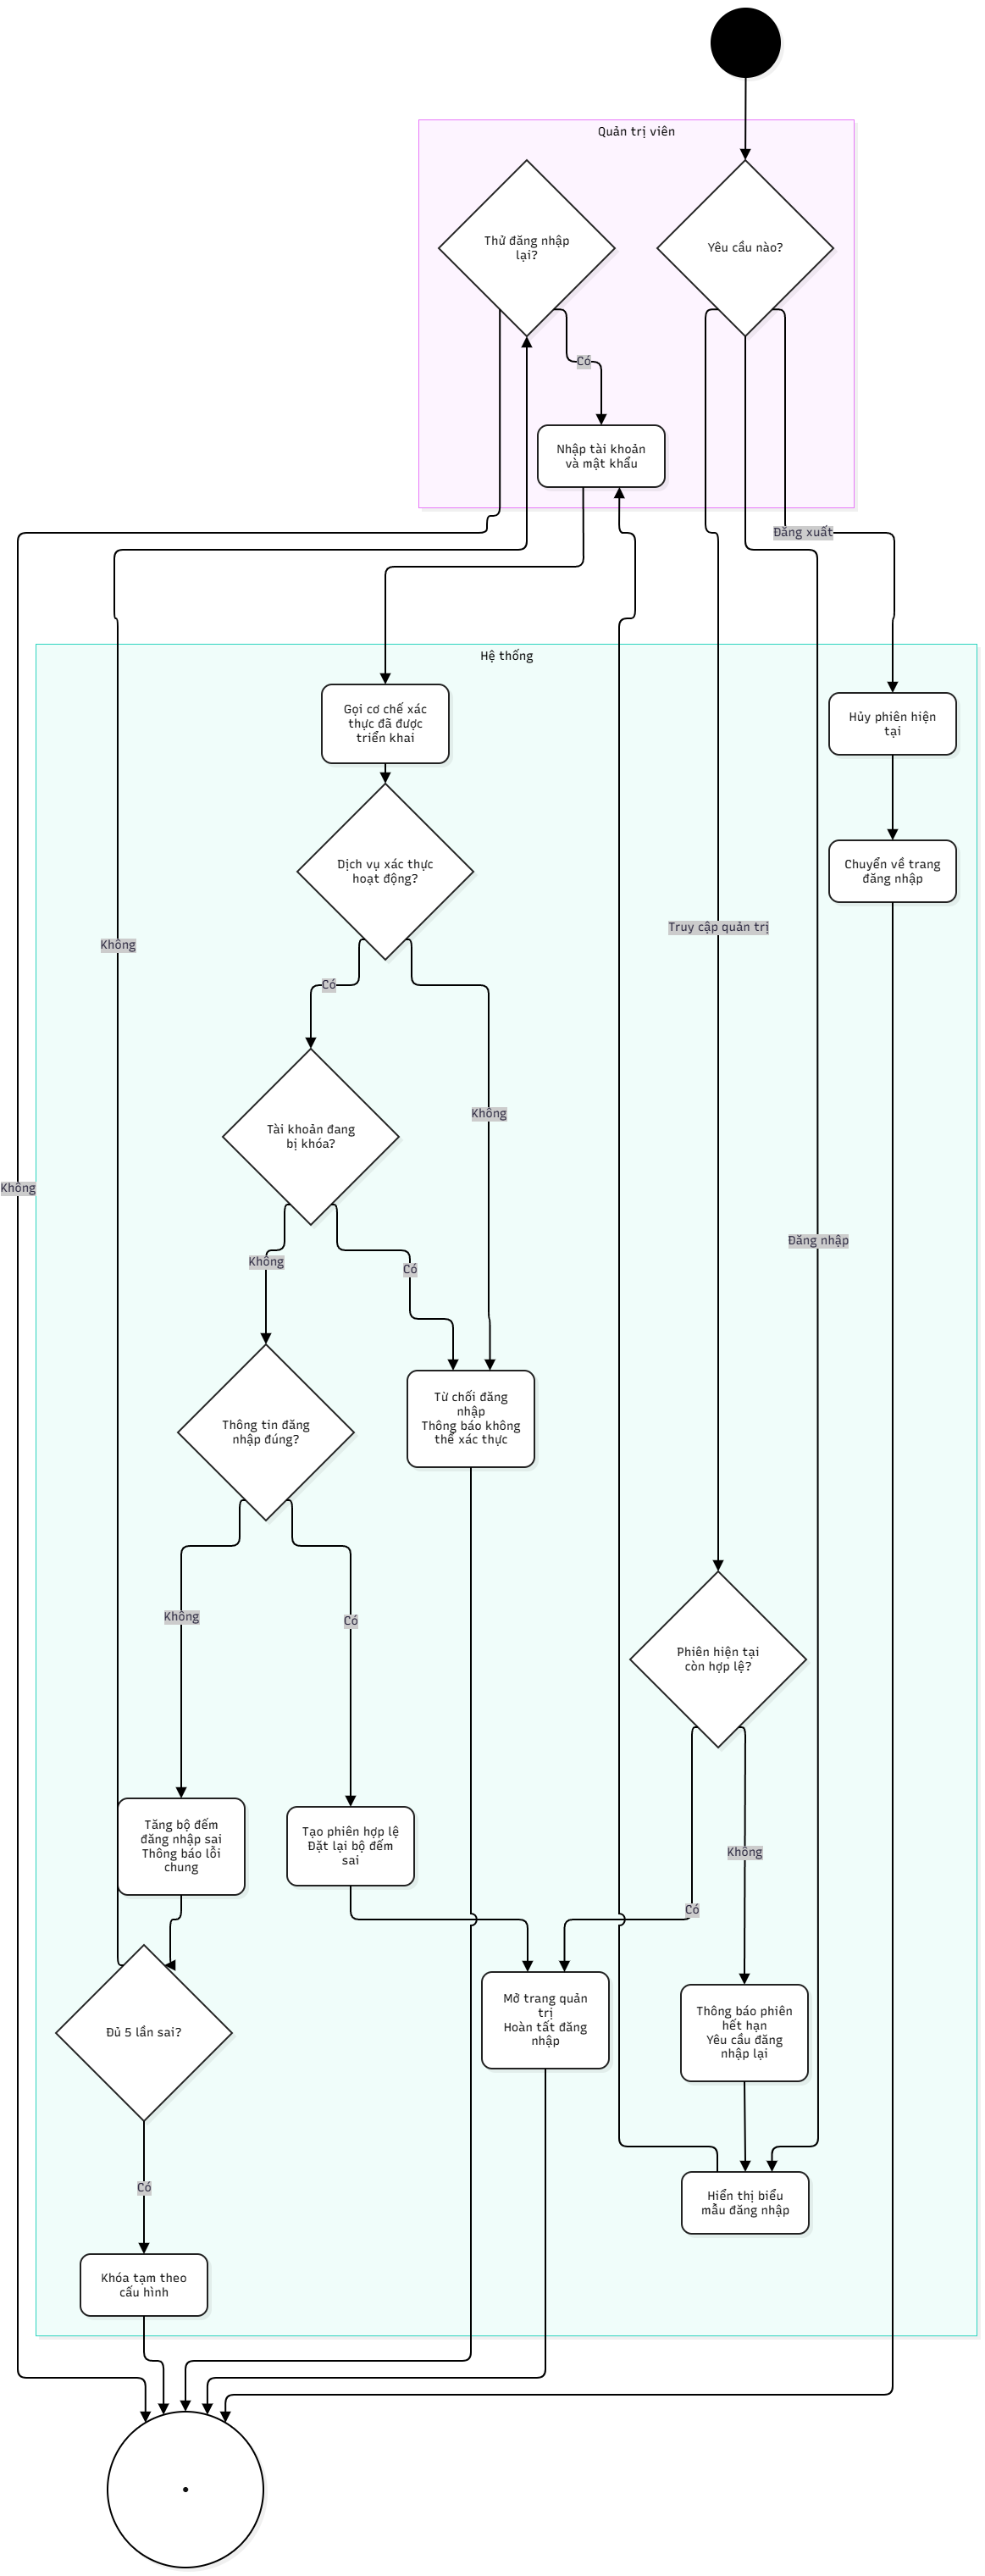 Quản trị viên
Thử đăng nhập
lại?
Yêu cầu nào?
Có
Nhập tài khoản
và mật khẩu
Đăng xuất
Hệ thống
Gọi cơ chế xác
thực đã được
triển khai
Hủy phiên hiện
tại
Dịch vụ xác thực
hoạt động?
Chuyển về trang
đăng nhập
Truy cập quản trị
Không
Có
Tài khoản đang
bị khóa?
Không
Không
Đăng nhập
Không
Có
Từ chối đăng
nhập
Thông báo không
thể xác thực
Thông tin đăng
nhập đúng?
Không
Có
Phiên hiện tại
còn hợp lệ?
Tăng bộ đếm
đăng nhập sai
Thông báo lỗi
chung
Tạo phiên hợp lệ
Đặt lại bộ đếm
sai
Không
Có
Mở trang quản
trị
Hoàn tất đăng
nhập
Thông báo phiên
hết hạn
Yêu cầu đăng
nhập lại
Đủ 5 lần sai?
Có
Hiển thị biểu
mẫu đăng nhập
Khóa tạm theo
cấu hình